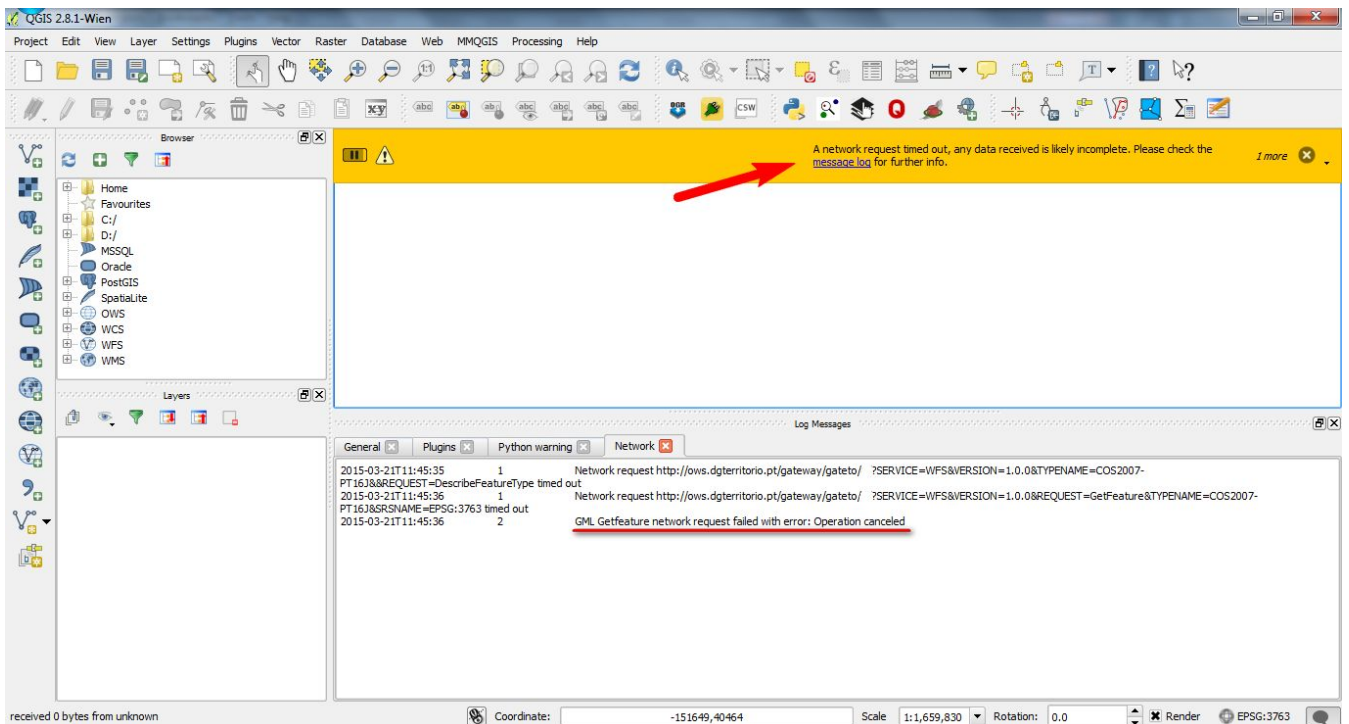 QGIS 2.8.1-Wien
Project Edit View Layer Settings Plugins Vector Raster Database Web MMQGIS Processing Help
Browser
Home
Favourites
C:/
D:/
MSSQL
Oracle
PostGIS
SpatiaLite
OWS
WCS
WFS
WMS
Layers
A network request timed out, any data received is likely incomplete. Please check the
message log for further info.
1 more
Log Messages
General Plugins Python warning Network
2015-03-21T11:45:35 1 Network request http://ows.dgterritorio.pt/gateway/gateto/ ?SERVICE=WFS&VERSION=1.0.0&TYPENAME=COS2007-
PT16J&&REQUEST=DescribeFeatureType timed out
2015-03-21T11:45:36 1 Network request http://ows.dgterritorio.pt/gateway/gateto/ ?SERVICE=WFS&VERSION=1.0.0&REQUEST=GetFeature&TYPENAME=COS2007-
PT16J&SRSNAME=EPSG:3763 timed out
2015-03-21T11:45:36 2 GML Getfeature network request failed with error: Operation canceled
received 0 bytes from unknown
Coordinate: -151649,40464 Scale 1:1,659,830 Rotation: 0.0 Render EPSG:3763